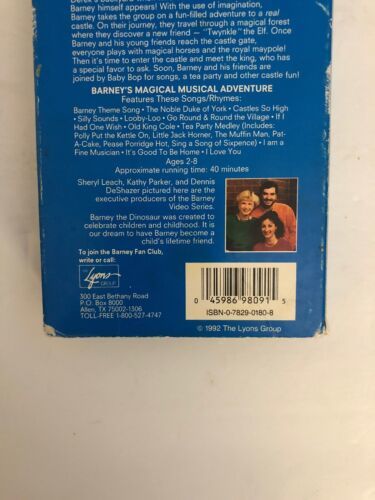 Barney himself appears! With the use of imagination,
Barney takes the group on a fun-filled adventure to a real
castle. On their journey, they travel through a magical forest
where they discover a new friend — "Twynkle" the Elf. Once
Barney and his young friends reach the castle gate,
everyone plays with magical horses and the royal maypole!
Then it's time to enter the castle and meet the king, who has
a special favor to ask. Soon, Barney and his friends are
joined by Baby Bop for songs, a tea party and other castle fun!
BARNEY'S MAGICAL MUSICAL ADVENTURE
Features These Songs/Rhymes:
Barney Theme Song • The Noble Duke of York • Castles So High
• Silly Sounds • Looby-Loo • Go Round & Round the Village • If I
Had One Wish • Old King Cole • Tea Party Medley (Includes:
Polly Put the Kettle On, Little Jack Horner, The Muffin Man, Pat-
A-Cake, Pease Porridge Hot, Sing a Song of Sixpence) • I am a
Fine Musician • It's Good To Be Home • I Love You
Ages 2-8
Approximate running time: 40 minutes
Sheryl Leach, Kathy Parker, and Dennis
DeShazer pictured here are the
executive producers of the Barney
Video Series.
Barney the Dinosaur was created to
celebrate children and childhood. It is
our dream to have Barney become a
child's lifetime friend.
To join the Barney Fan Club,
write or call:
THE
Lyons
GROUP
300 East Bethany Road
P.O. Box 8000
Allen, TX 75002-1306
TOLL-FREE 1-800-527-4747
0 45986 98091 5
ISBN-0-7829-0180-8
© 1992 The Lyons Group